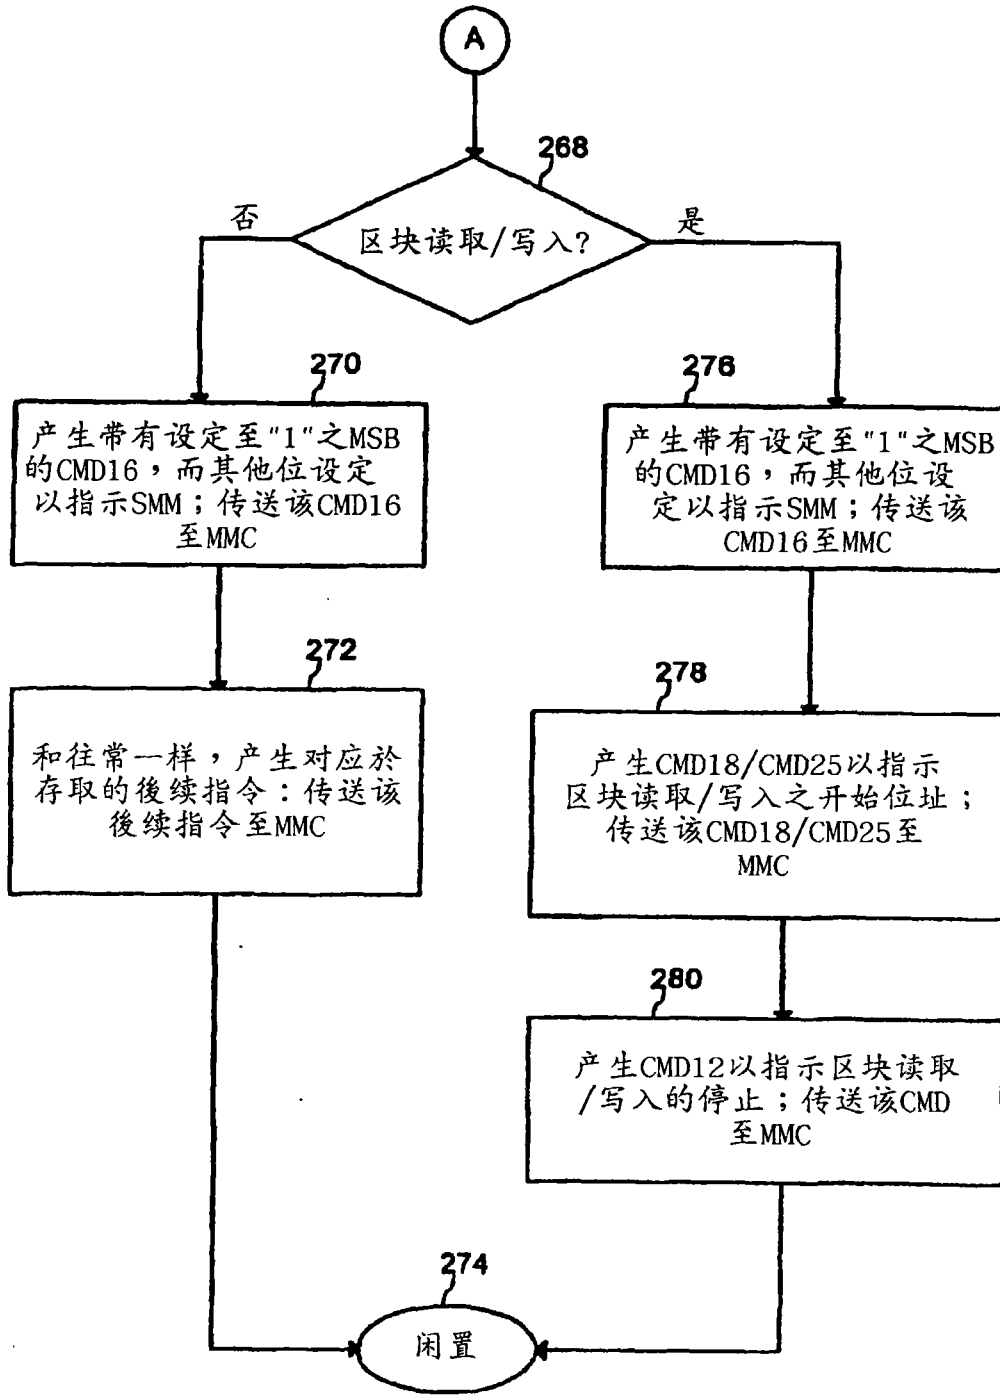 A
268
否
区块读取/写入?
是
270
产生带有设定至"1"之MSB
的CMD16，而其他位设定
以指示SMM；传送该CMD16
至MMC
276
产生带有设定至"1"之MSB
的CMD16，而其他位设
定以指示SMM；传送该
CMD16至MMC
272
和往常一样，产生对应於
存取的後续指令：传送该
後续指令至MMC
278
产生CMD18/CMD25以指示
区块读取/写入之开始位址；
传送该CMD18/CMD25至
MMC
280
产生CMD12以指示区块读取
/写入的停止；传送该CMD
至MMC
274
闲置